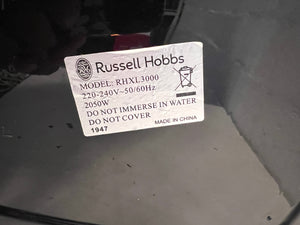 Russell Hobbs
MODEL: RHXL3000
220-240V~50/60Hz
2050W
DO NOT IMMERSE IN WATER
DO NOT COVER
1947
MADE IN CHINA